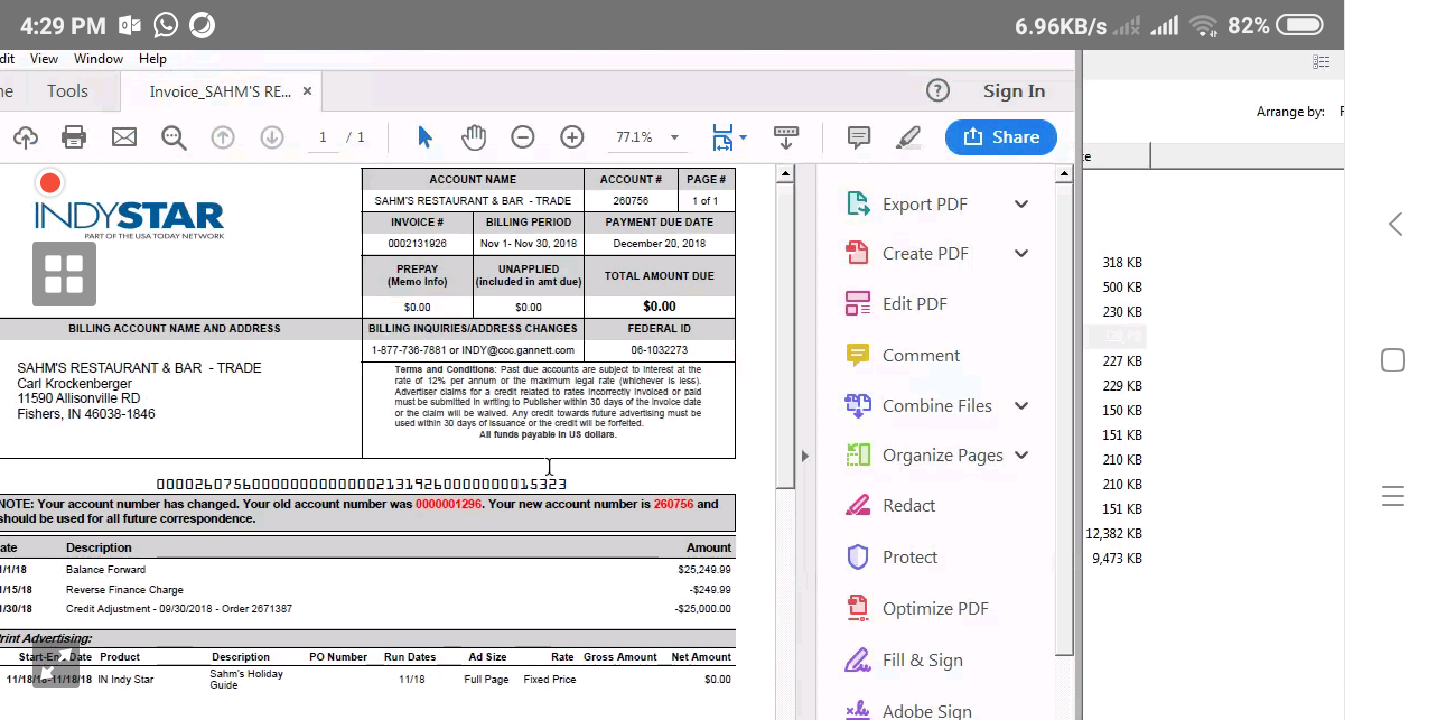 4:29 PM
6.96KB/s
82%
dit View Window Help
ne Tools Invoice_SAHM'S RE... × Sign In
1 / 1 77.1% Share
Arrange by: F
e
INDYSTAR
PART OF THE USA TODAY NETWORK
ACCOUNT NAME ACCOUNT # PAGE #
SAHM'S RESTAURANT & BAR - TRADE 260756 1 of 1
INVOICE # BILLING PERIOD PAYMENT DUE DATE
0002131926 Nov 1- Nov 30, 2018 December 20, 2018
PREPAY UNAPPLIED TOTAL AMOUNT DUE
(Memo Info) (included in amt due)
$0.00 $0.00 $0.00
BILLING ACCOUNT NAME AND ADDRESS BILLING INQUIRIES/ADDRESS CHANGES FEDERAL ID
1-877-736-7881 or INDY@ccc.gannett.com 06-1032273
SAHM'S RESTAURANT & BAR - TRADE
Carl Krockenberger
11590 Allisonville RD
Fishers, IN 46038-1846
Terms and Conditions: Past due accounts are subject to interest at the
rate of 12% per annum or the maximum legal rate (whichever is less).
Advertiser claims for a credit related to rates incorrectly invoiced or paid
must be submitted in writing to Publisher within 30 days of the invoice date
or the claim will be waived. Any credit towards future advertising must be
used within 30 days of issuance or the credit will be forfeited.
All funds payable in US dollars.
0000260756000000000000021319260000000015323
NOTE: Your account number has changed. Your old account number was 0000001296. Your new account number is 260756 and
should be used for all future correspondence.
ate Description Amount
1/1/18 Balance Forward $25,249.99
1/15/18 Reverse Finance Charge -$249.99
1/30/18 Credit Adjustment - 09/30/2018 - Order 2671387 -$25,000.00
rint Advertising:
Start-En Date Product Description PO Number Run Dates Ad Size Rate Gross Amount Net Amount
11/18/18-11/18/18 IN Indy Star Sahm's Holiday 11/18 Full Page Fixed Price $0.00
Guide
Export PDF
Create PDF
Edit PDF
Comment
Combine Files
Organize Pages
Redact
Protect
Optimize PDF
Fill & Sign
Adobe Sign
318 KB
500 KB
230 KB
227 KB
229 KB
150 KB
151 KB
210 KB
210 KB
151 KB
12,382 KB
9,473 KB